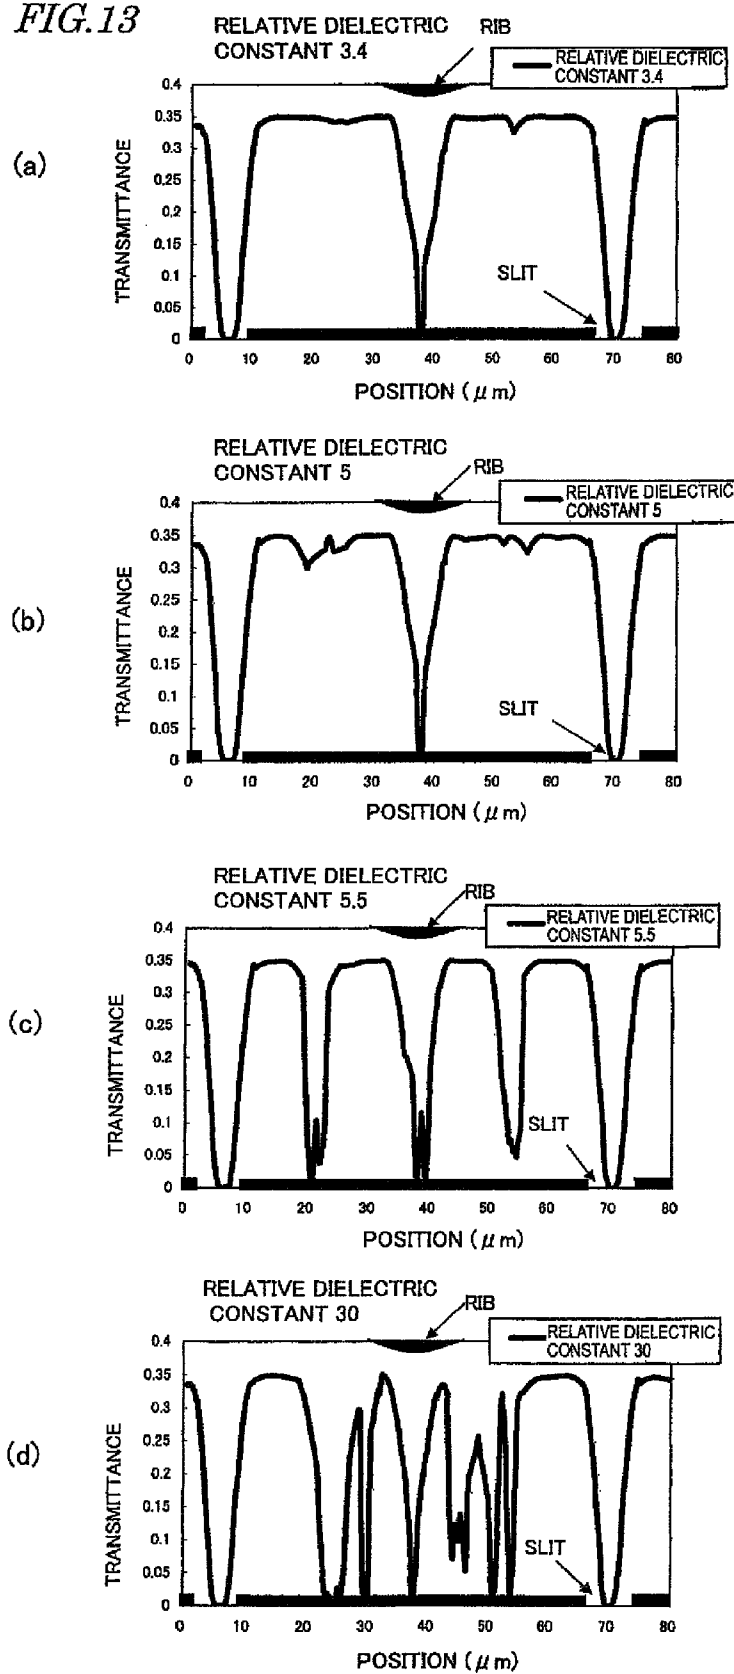 FIG.13
RELATIVE DIELECTRIC
CONSTANT 3.4
RIB
RELATIVE DIELECTRIC
CONSTANT 3.4
(a)
TRANSMITTANCE
0.4
0.35
0.3
0.25
0.2
0.15
0.1
0.05
0
SLIT
0 10 20 30 40 50 60 70 80
POSITION (μm)
RELATIVE DIELECTRIC
CONSTANT 5
RIB
RELATIVE DIELECTRIC
CONSTANT 5
(b)
TRANSMITTANCE
0.4
0.35
0.3
0.25
0.2
0.15
0.1
0.05
0
SLIT
0 10 20 30 40 50 60 70 80
POSITION (μm)
RELATIVE DIELECTRIC
CONSTANT 5.5
RIB
RELATIVE DIELECTRIC
CONSTANT 5.5
(c)
TRANSMITTANCE
0.4
0.35
0.3
0.25
0.2
0.15
0.1
0.05
0
SLIT
0 10 20 30 40 50 60 70 80
POSITION (μm)
RELATIVE DIELECTRIC
CONSTANT 30
RIB
RELATIVE DIELECTRIC
CONSTANT 30
(d)
TRANSMITTANCE
0.4
0.35
0.3
0.25
0.2
0.15
0.1
0.05
0
SLIT
0 10 20 30 40 50 60 70 80
POSITION (μm)